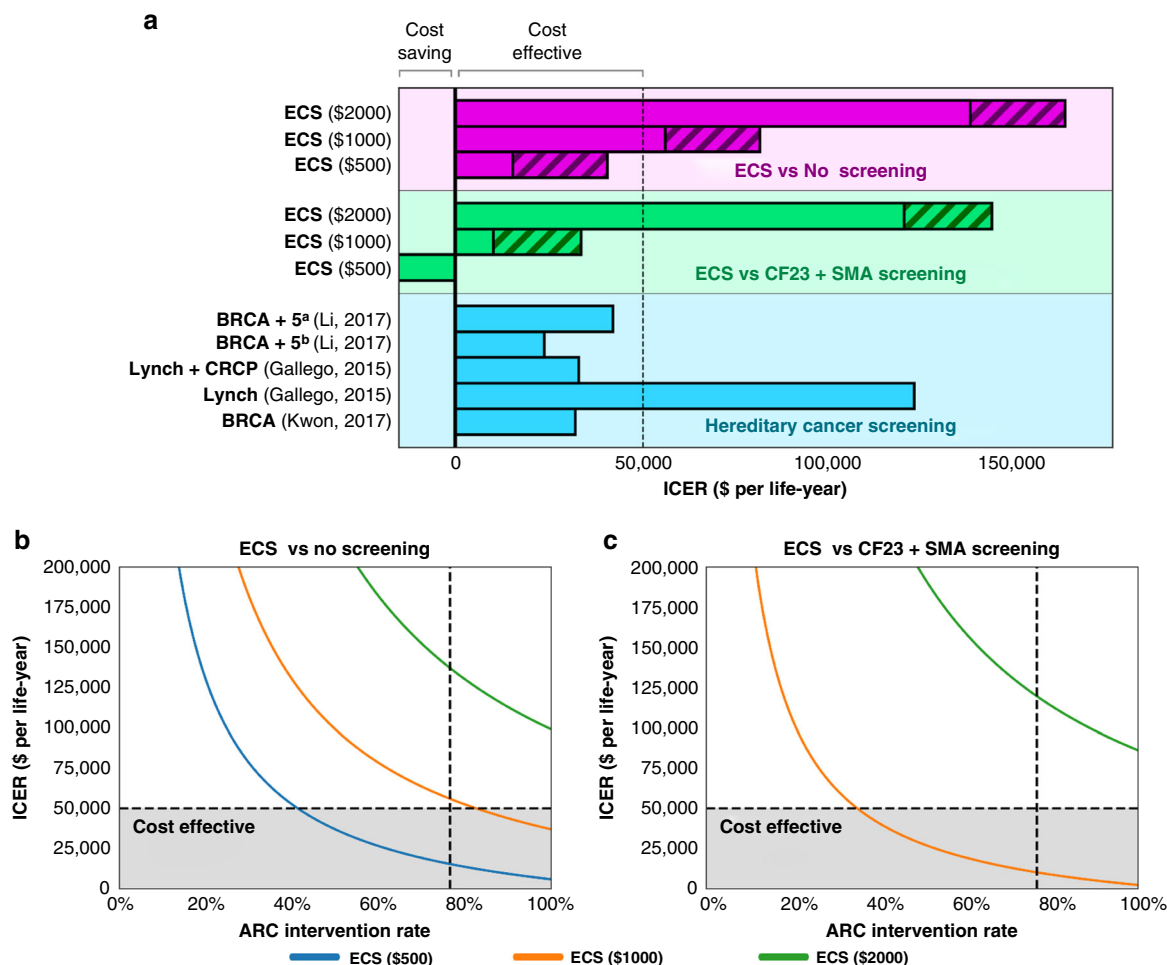 a
Cost saving
Cost effective
ECS ($2000)
ECS ($1000)
ECS ($500)
ECS vs No screening
ECS ($2000)
ECS ($1000)
ECS ($500)
ECS vs CF23 + SMA screening
BRCA + 5ᵃ (Li, 2017)
BRCA + 5ᵇ (Li, 2017)
Lynch + CRCP (Gallego, 2015)
Lynch (Gallego, 2015)
BRCA (Kwon, 2017)
Hereditary cancer screening
0 50,000 100,000 150,000
ICER ($ per life-year)
b
ECS vs no screening
ICER ($ per life-year)
200,000
175,000
150,000
125,000
100,000
75,000
50,000
25,000
0
Cost effective
0% 20% 40% 60% 80% 100%
ARC intervention rate
c
ECS vs CF23 + SMA screening
ICER ($ per life-year)
200,000
175,000
150,000
125,000
100,000
75,000
50,000
25,000
0
Cost effective
0% 20% 40% 60% 80% 100%
ARC intervention rate
ECS ($500) ECS ($1000) ECS ($2000)